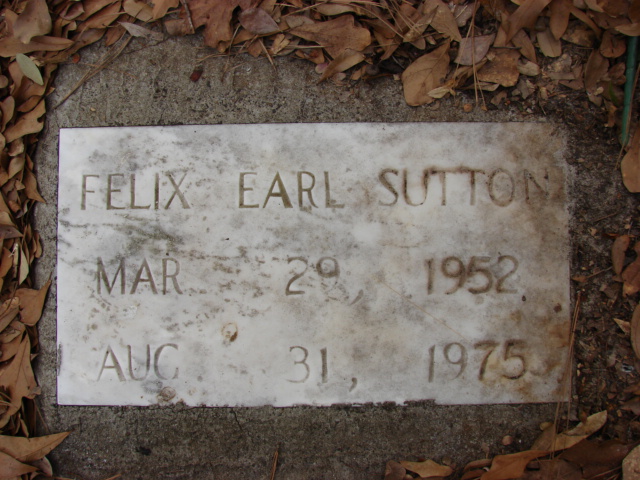 FELIX EARL SUTTON
MAR 29, 1952
AUG 31, 1975